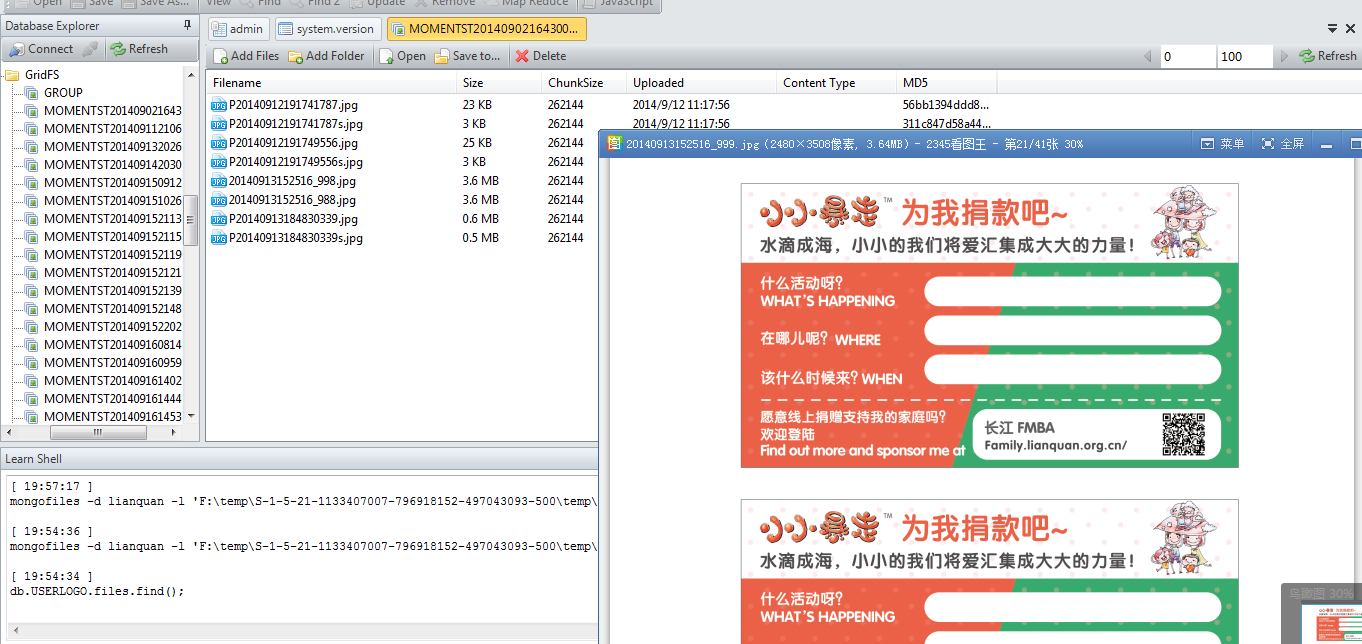 Open Save Save As... View Find Find 2 Update Remove Map Reduce JavaScript
Database Explorer
Connect Refresh
GridFS
GROUP
MOMENTST201409021643
MOMENTST201409112106
MOMENTST201409132026
MOMENTST201409142030
MOMENTST201409150912
MOMENTST201409151026
MOMENTST201409152113
MOMENTST201409152115
MOMENTST201409152119
MOMENTST201409152121
MOMENTST201409152139
MOMENTST201409152148
MOMENTST201409152202
MOMENTST201409160814
MOMENTST201409160959
MOMENTST201409161402
MOMENTST201409161444
MOMENTST201409161453
admin system.version MOMENTST20140902164300...
Add Files Add Folder Open Save to... Delete 0 100 Refresh
Filename Size ChunkSize Uploaded Content Type MD5
P20140912191741787.jpg 23 KB 262144 2014/9/12 11:17:56 56bb1394ddd8...
P20140912191741787s.jpg 3 KB 262144 2014/9/12 11:17:56 311c847d58a44...
P20140912191749556.jpg 25 KB 262144
P20140912191749556s.jpg 3 KB 262144
20140913152516_998.jpg 3.6 MB 262144
20140913152516_988.jpg 3.6 MB 262144
P20140913184830339.jpg 0.6 MB 262144
P20140913184830339s.jpg 0.5 MB 262144
Learn Shell
[ 19:57:17 ]
mongofiles -d lianquan -l 'F:\temp\S-1-5-21-1133407007-796918152-497043093-500\temp\
[ 19:54:36 ]
mongofiles -d lianquan -l 'F:\temp\S-1-5-21-1133407007-796918152-497043093-500\temp\
[ 19:54:34 ]
db.USERLOGO.files.find();
20140913152516_999.jpg (2480×3508像素, 3.64MB) - 2345看图王 - 第21/41张 30% 菜单 全屏
小小暴走™ 为我捐款吧~
水滴成海，小小的我们将爱汇集成大大的力量！
什么活动呀？
WHAT'S HAPPENING
在哪儿呢？ WHERE
该什么时候来？ WHEN
愿意线上捐赠支持我的家庭吗？
欢迎登陆
Find out more and sponsor me at
长江 FMBA
Family.lianquan.org.cn/
小小暴走™ 为我捐款吧~
水滴成海，小小的我们将爱汇集成大大的力量！
什么活动呀？
WHAT'S HAPPENING
鸟瞰图 30%